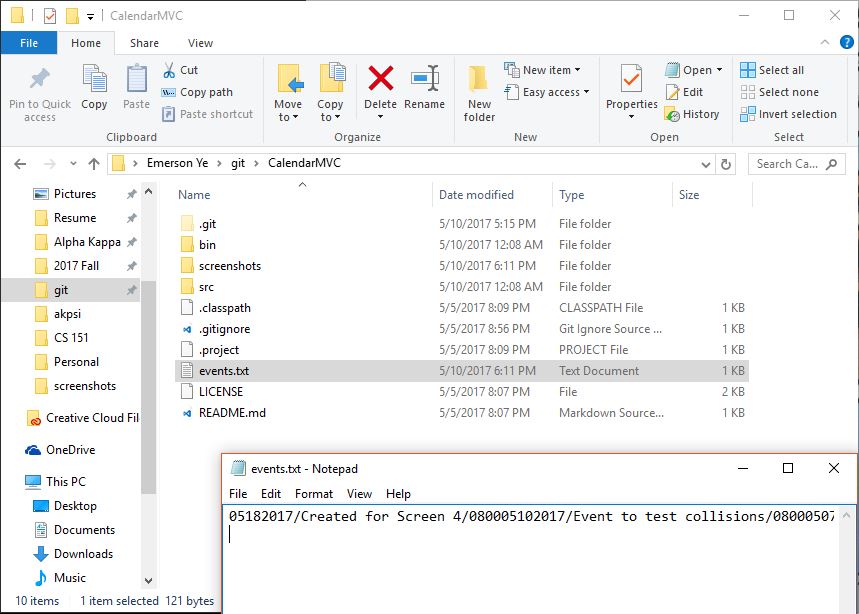 CalendarMVC
File Home Share View
Pin to Quick access
Copy
Paste
Cut
Copy path
Paste shortcut
Clipboard
Move to
Copy to
Delete
Rename
Organize
New folder
New item
Easy access
New
Properties
Open
Edit
History
Open
Select all
Select none
Invert selection
Select
Emerson Ye git CalendarMVC
Search Ca...
Pictures
Resume
Alpha Kappa
2017 Fall
git
akpsi
CS 151
Personal
screenshots
Creative Cloud Fil
OneDrive
This PC
Desktop
Documents
Downloads
Music
Name Date modified Type Size
.git 5/10/2017 5:15 PM File folder
bin 5/10/2017 12:08 AM File folder
screenshots 5/10/2017 6:11 PM File folder
src 5/10/2017 12:08 AM File folder
.classpath 5/5/2017 8:09 PM CLASSPATH File 1 KB
.gitignore 5/5/2017 8:56 PM Git Ignore Source ... 1 KB
.project 5/5/2017 8:09 PM PROJECT File 1 KB
events.txt 5/10/2017 6:11 PM Text Document 1 KB
LICENSE 5/5/2017 8:07 PM File 2 KB
README.md 5/5/2017 8:07 PM Markdown Source... 1 KB
events.txt - Notepad
File Edit Format View Help
05182017/Created for Screen 4/080005102017/Event to test collisions/08000507
10 items 1 item selected 121 bytes